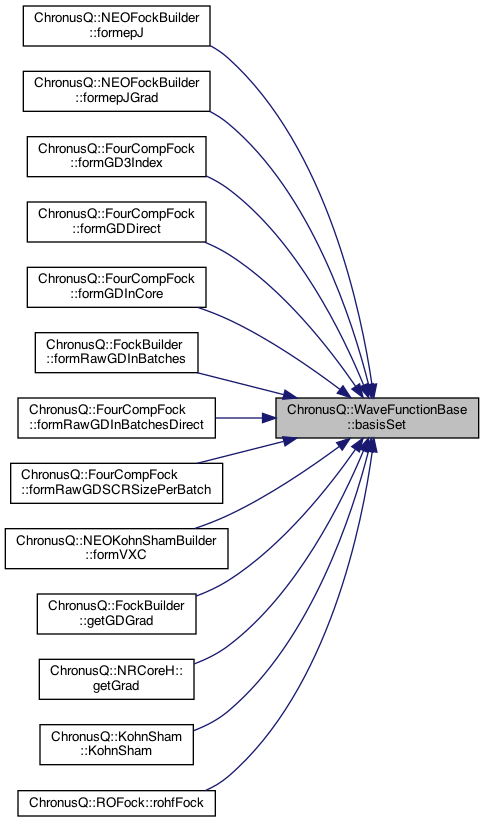 ChronusQ::NEOFockBuilder
::formepJ
ChronusQ::NEOFockBuilder
::formepJGrad
ChronusQ::FourCompFock
::formGD3Index
ChronusQ::FourCompFock
::formGDDirect
ChronusQ::FourCompFock
::formGDInCore
ChronusQ::FockBuilder
::formRawGDInBatches
ChronusQ::FourCompFock
::formRawGDInBatchesDirect
ChronusQ::WaveFunctionBase
::basisSet
ChronusQ::FourCompFock
::formRawGDSCRSizePerBatch
ChronusQ::NEOKohnShamBuilder
::formVXC
ChronusQ::FockBuilder
::getGDGrad
ChronusQ::NRCoreH::
getGrad
ChronusQ::KohnSham
::KohnSham
ChronusQ::ROFock::rohfFock